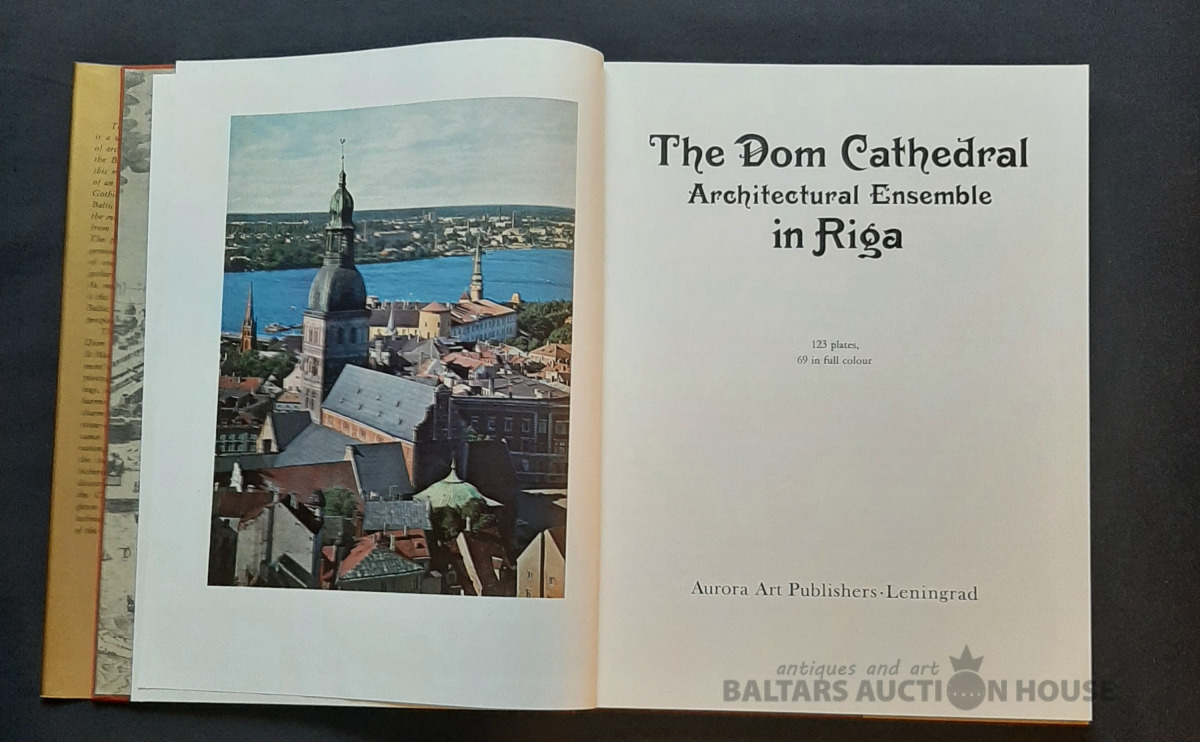 The Dom Cathedral
Architectural Ensemble
in Riga
123 plates,
69 in full colour
Aurora Art Publishers·Leningrad
antiques and art
BALTARS AUCTION HOUSE